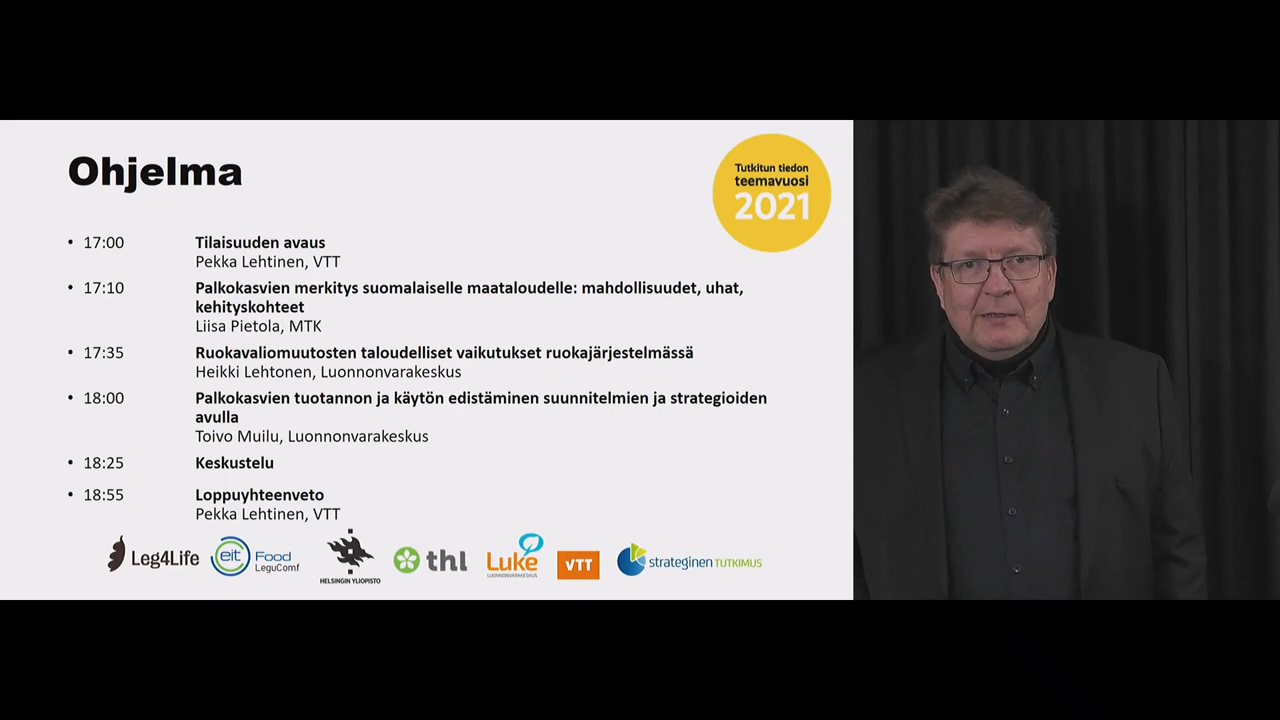 Ohjelma
Tutkitun tiedon
teemavuosi
2021
• 17:00 Tilaisuuden avaus
Pekka Lehtinen, VTT
• 17:10 Palkokasvien merkitys suomalaiselle maataloudelle: mahdollisuudet, uhat,
kehityskohteet
Liisa Pietola, MTK
• 17:35 Ruokavaliomuutosten taloudelliset vaikutukset ruokajärjestelmässä
Heikki Lehtonen, Luonnonvarakeskus
• 18:00 Palkokasvien tuotannon ja käytön edistäminen suunnitelmien ja strategioiden
avulla
Toivo Muilu, Luonnonvarakeskus
• 18:25 Keskustelu
• 18:55 Loppuyhteenveto
Pekka Lehtinen, VTT
Leg4Life
eit Food
LeguConf
HELSINGIN YLIOPISTO
thl
Luke
LUONNONVARAKESKUS
VTT
strateginen TUTKIMUS